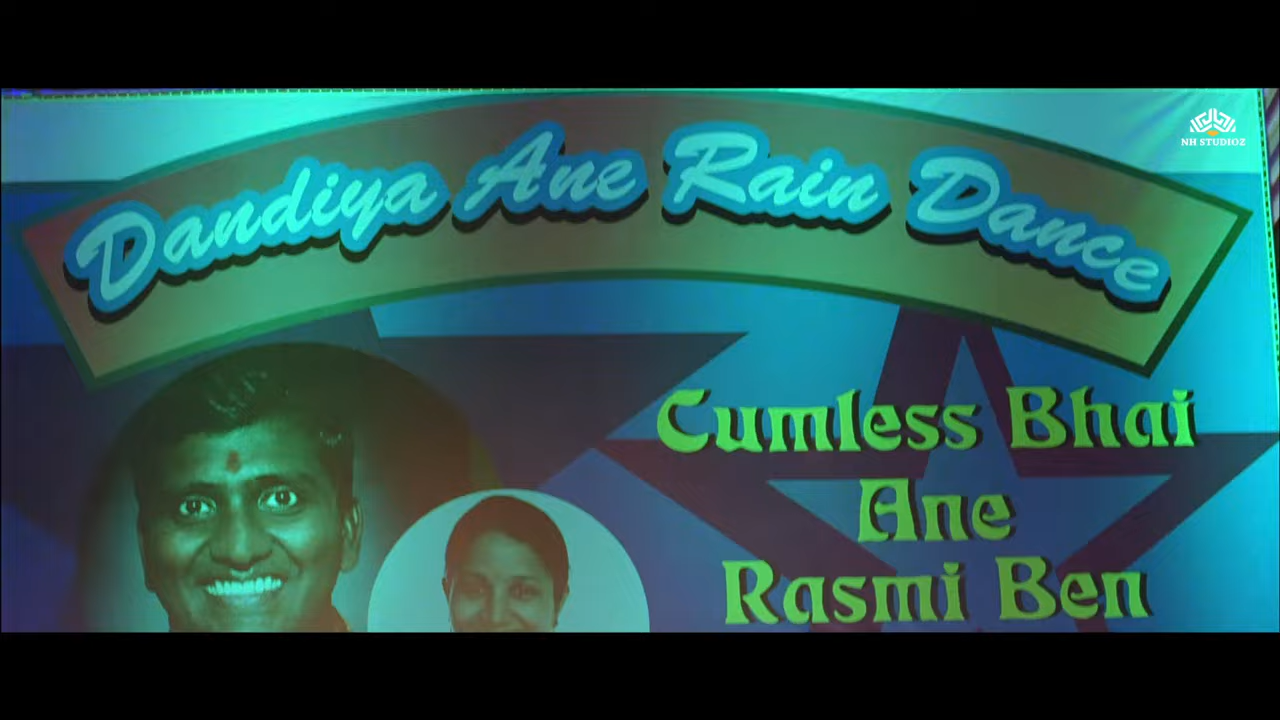 NH STUDIOZ
Dandiya Ane Rain Dance
Cumless Bhai
Ane
Rasmi Ben